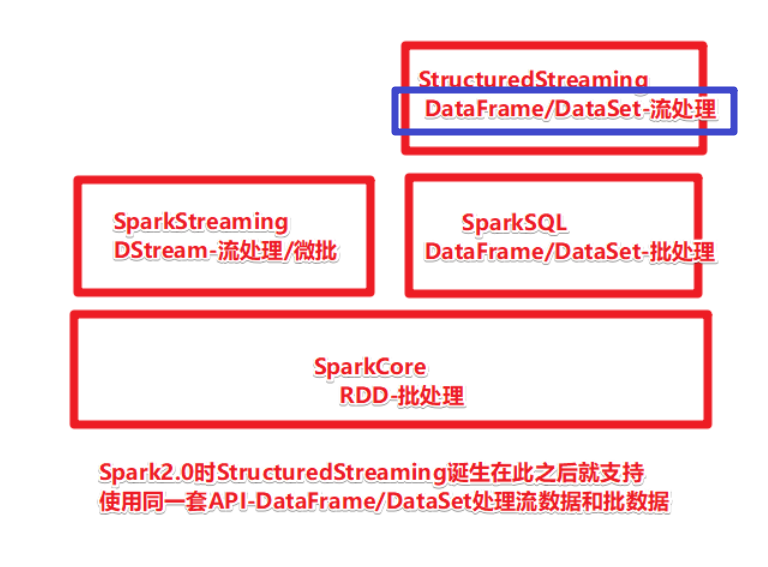 StructuredStreaming
DataFrame/DataSet-流处理
SparkStreaming
DStream-流处理/微批
SparkSQL
DataFrame/DataSet-批处理
SparkCore
RDD-批处理
Spark2.0时StructuredStreaming诞生在此之后就支持
使用同一套API-DataFrame/DataSet处理流数据和批数据